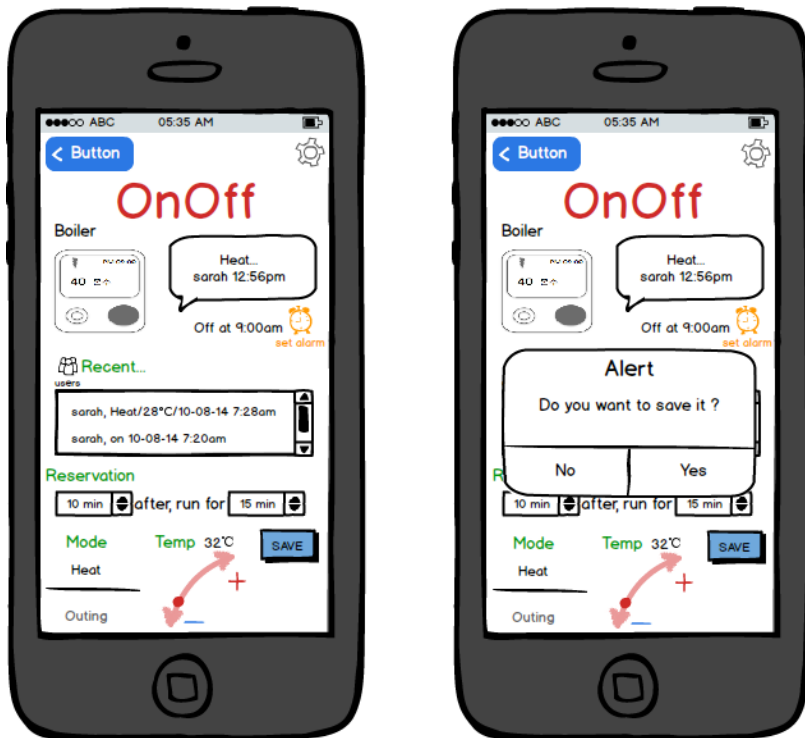 ABC 05:35 AM
< Button
OnOff
Boiler
Heat...
sarah 12:56pm
40
Off at 9:00am
set alarm
Recent...
users
sarah, Heat/28°C/10-08-14 7:28am
sarah, on 10-08-14 7:20am
Reservation
10 min after, run for 15 min
Mode Temp 32℃ SAVE
Heat
+
Outing
ABC 05:35 AM
< Button
OnOff
Boiler
Heat...
sarah 12:56pm
40
Off at 9:00am
set alarm
Alert
Do you want to save it ?
No Yes
R
10 min after, run for 15 min
Mode Temp 32℃ SAVE
Heat
+
Outing